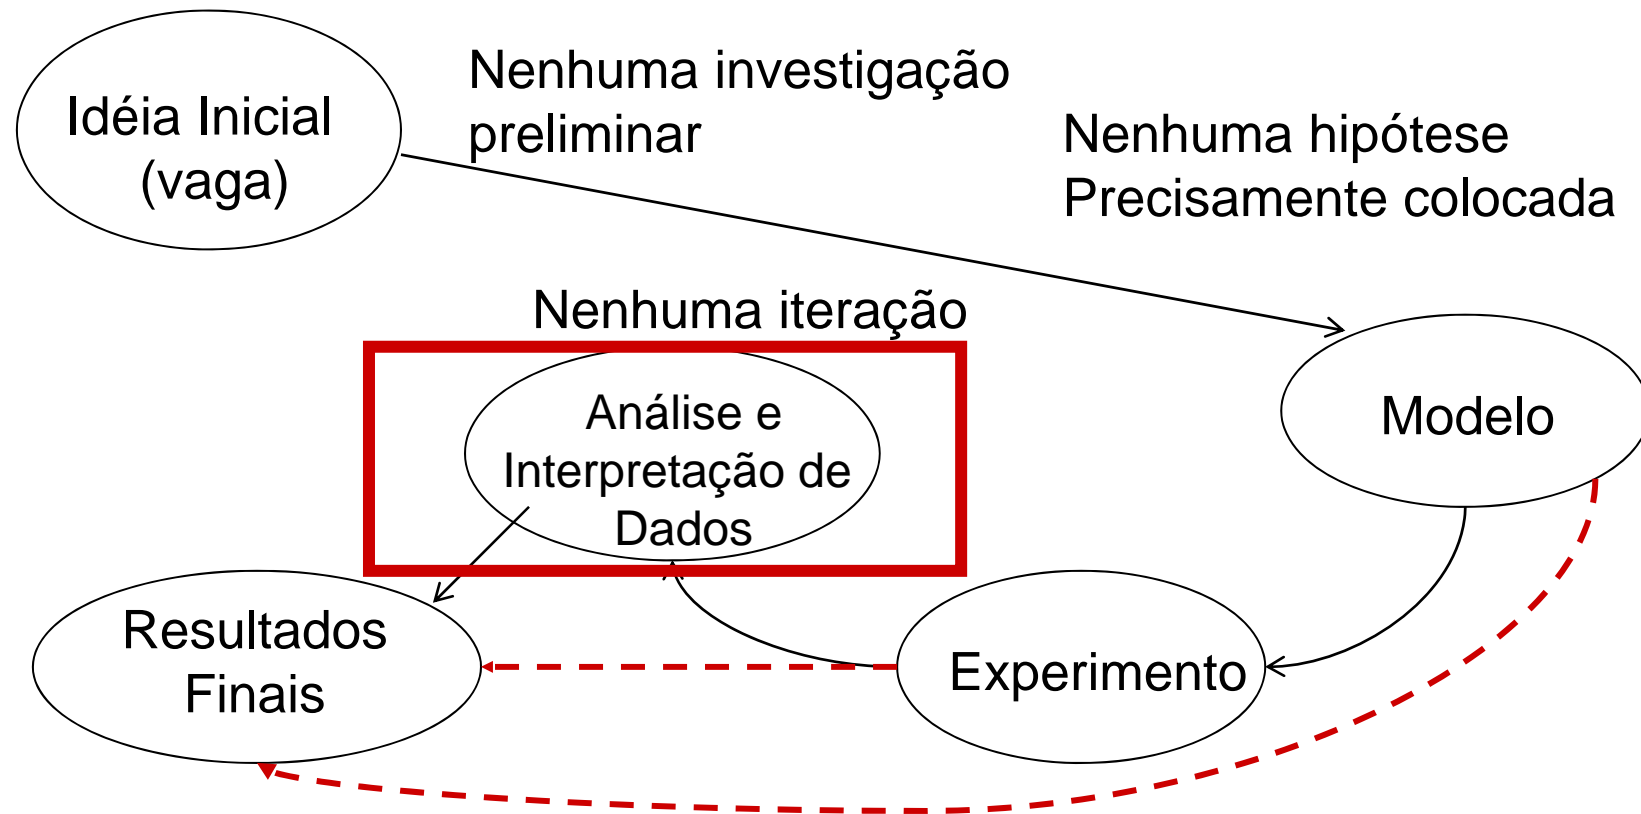 Idéia Inicial
(vaga)
Nenhuma investigação
preliminar
Nenhuma hipótese
Precisamente colocada
Nenhuma iteração
Análise e
Interpretação de
Dados
Modelo
Resultados
Finais
Experimento